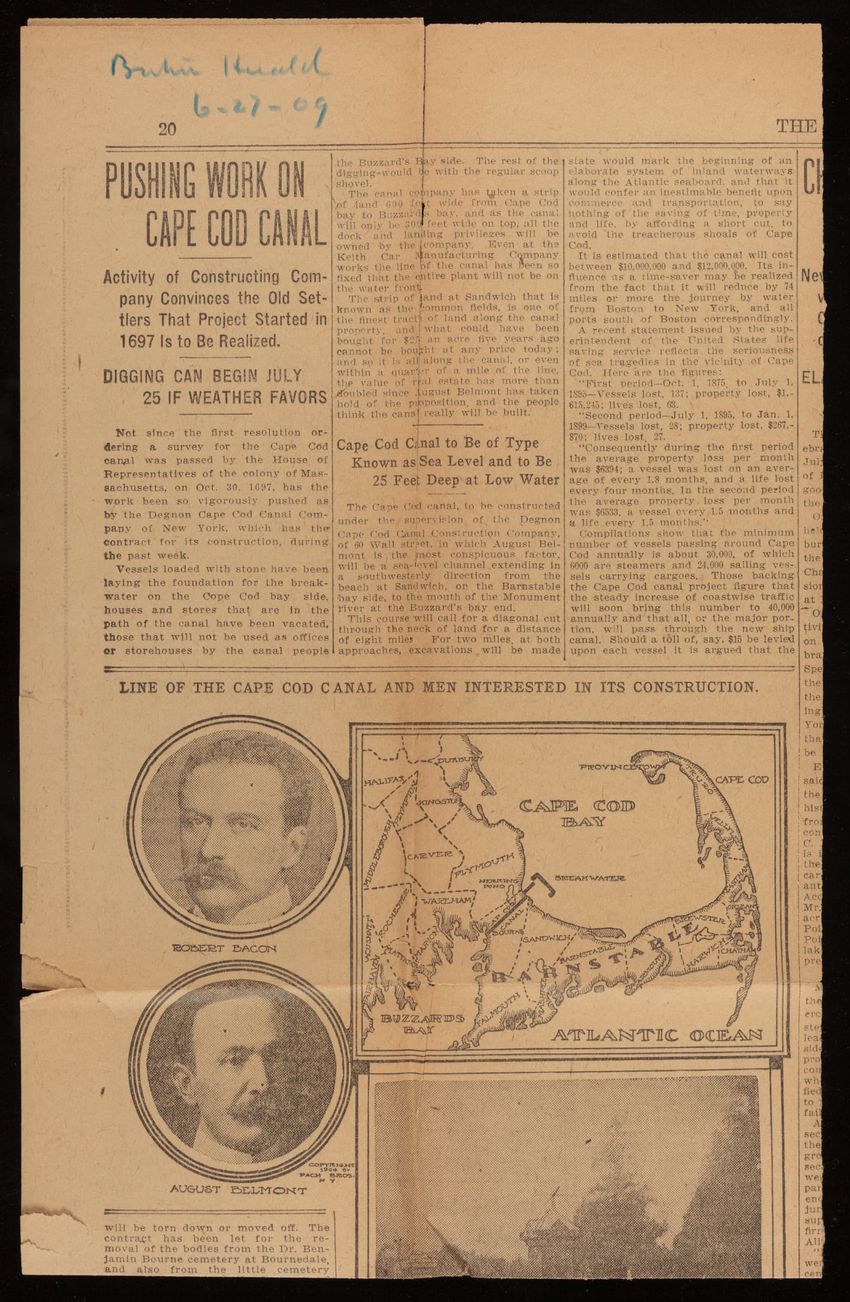 Herald
6-27-09
20
THE
PUSHING WORK ON
CAPE COD CANAL
Activity of Constructing Com-
pany Convinces the Old Set-
tlers That Project Started in
1697 Is to Be Realized.
DIGGING CAN BEGIN JULY
25 IF WEATHER FAVORS
Not since the first resolution or-
dering a survey for the Cape Cod
canal was passed by the House of
Representatives of the colony of Mas-
sachusetts, on Oct. 30, 1697, has the
work been so vigorously pushed as
by the Degnon Cape Cod Canal Com-
pany of New York, which has the
contract for its construction, during
the past week.
Vessels loaded with stone have been
laying the foundation for the break-
water on the Cope Cod bay side,
houses and stores that are in the
path of the canal have been vacated,
those that will not be used as offices
or storehouses by the canal people
the Buzzard's Bay side. The rest of the
digging would be with the regular scoop
shovel.
The canal company has taken a strip
of land 600 feet wide from Cape Cod
bay to Buzzard's bay, and as the canal
will only be 300 feet wide on top, all the
dock and landing privileges will be
owned by the company. Even at the
Keith Car Manufacturing Company
works the line of the canal has been so
fixed that the entire plant will not be on
the water front.
The strip of land at Sandwich that is
known as the common fields, is one of
the finest tracts of land along the canal
property, and what could have been
bought for $25 an acre five years ago
cannot be bought at any price today;
and so it is all along the canal, or even
within a quarter of a mile of the line,
the value of real estate has more than
doubled since August Belmont has taken
hold of the proposition, and the people
think the canal really will be built.
Cape Cod Canal to Be of Type
Known as Sea Level and to Be
25 Feet Deep at Low Water
The Cape Cod canal, to be constructed
under the supervision of the Degnon
Cape Cod Canal Construction Company,
of 60 Wall street, in which August Bel-
mont is the most conspicuous factor,
will be a sea-level channel extending in
a southwesterly direction from the
beach at Sandwich, on the Barnstable
bay side, to the mouth of the Monument
river at the Buzzard's bay end.
This course will call for a diagonal cut
through the neck of land for a distance
of eight miles. For two miles, at both
approaches, excavations will be made
state would mark the beginning of an
elaborate system of inland waterways
along the Atlantic seaboard, and that it
would confer an inestimable benefit upon
commerce and transportation, to say
nothing of the saving of time, property
and life, by affording a short cut, to
avoid the treacherous shoals of Cape
Cod.
It is estimated that the canal will cost
between $10,000,000 and $12,000,000. Its in-
fluence as a time saver may be realized
from the fact that it will reduce by 74
miles or more the journey by water
from Boston to New York, and all
ports south of Boston correspondingly.
A recent statement issued by the sup-
erintendent of the United States life
saving service reflects the seriousness
of sea tragedies in the vicinity of Cape
Cod. Here are the figures:
"First period—Oct. 1, 1875, to July 1,
1895—Vessels lost, 137; property lost, $1,-
615,245; lives lost, 63.
"Second period—July 1, 1895, to Jan. 1,
1899—Vessels lost, 28; property lost, $267,-
870; lives lost, 27.
"Consequently during the first period
the average property loss per month
was $6394; a vessel was lost on an aver-
age of every 1.8 months, and a life lost
every four months. In the second period
the average property loss per month
was $6533, a vessel every 1.5 months and
a life every 1.5 months."
Compilations show that the minimum
number of vessels passing around Cape
Cod annually is about 30,000, of which
6000 are steamers and 24,000 sailing ves-
sels carrying cargoes. Those backing
the Cape Cod canal project figure that
the steady increase of coastwise traffic
will soon bring this number to 40,000
annually and that all, or the major por-
tion, will pass through the new ship
canal. Should a toll of, say, $15 be levied
upon each vessel it is argued that the
LINE OF THE CAPE COD CANAL AND MEN INTERESTED IN ITS CONSTRUCTION.
ROBERT BACON
DUXBURY
HALIFAX
KINGSTON
PROVINCETOWN
TRURO
CAPE COD
CAPE COD
BAY
CARVER
PLYMOUTH
MIDDLEBORO
HERRING
POND
BREAKWATER
WAREHAM
ROCHESTER
CANAL
BOURNE
SANDWICH
BARNSTABLE
BREWSTER
HARWICH
CHATHAM
BARNSTABLE
FALMOUTH
BUZZARDS
BAY
ATLANTIC OCEAN
AUGUST BELMONT
COPYRIGHT
1904 BY
PACH BROS.
N Y
will be torn down or moved off. The
contract has been let for the re-
moval of the bodies from the Dr. Ben-
jamin Bourne cemetery at Bournedale,
and also from the little cemetery